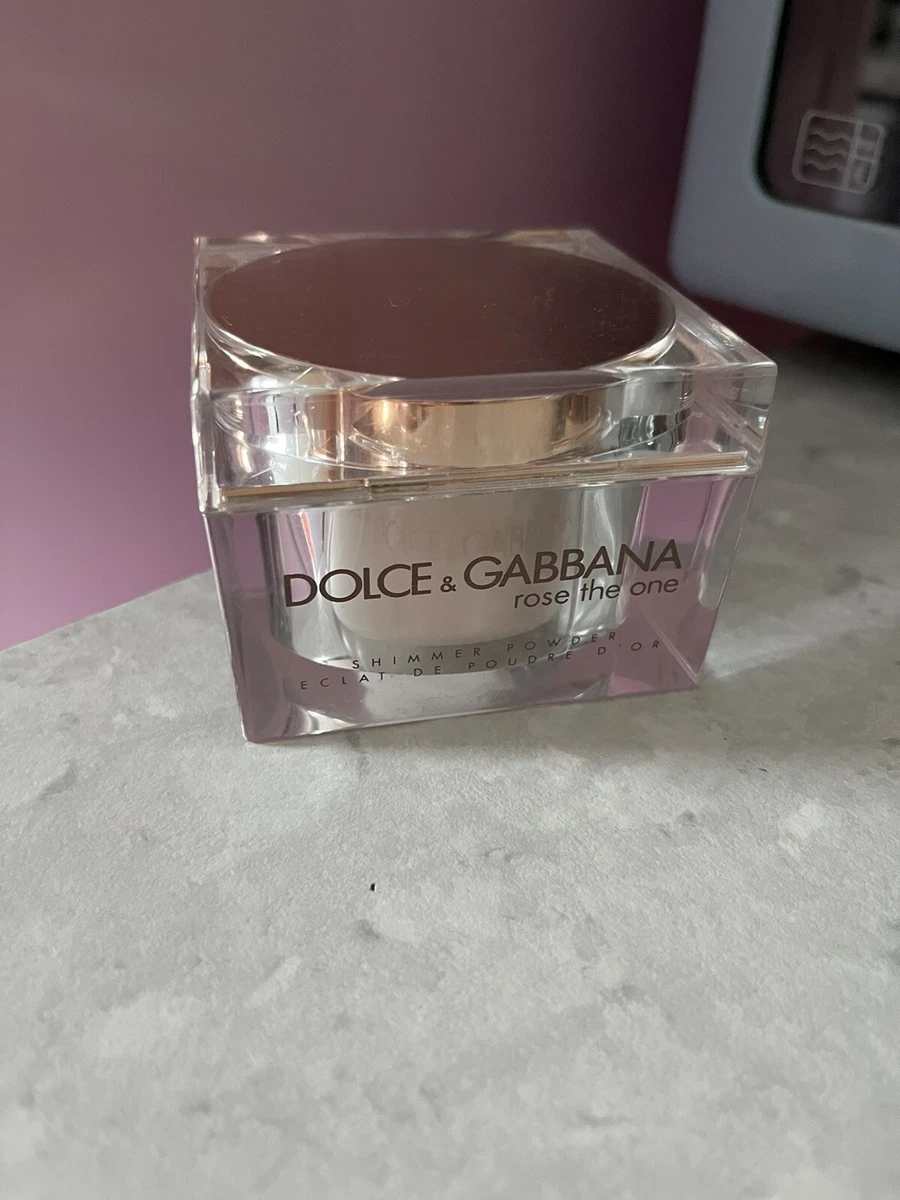 DOLCE & GABBANA
rose the one
SHIMMER POWDER
ECLAT DE POUDRE D'OR